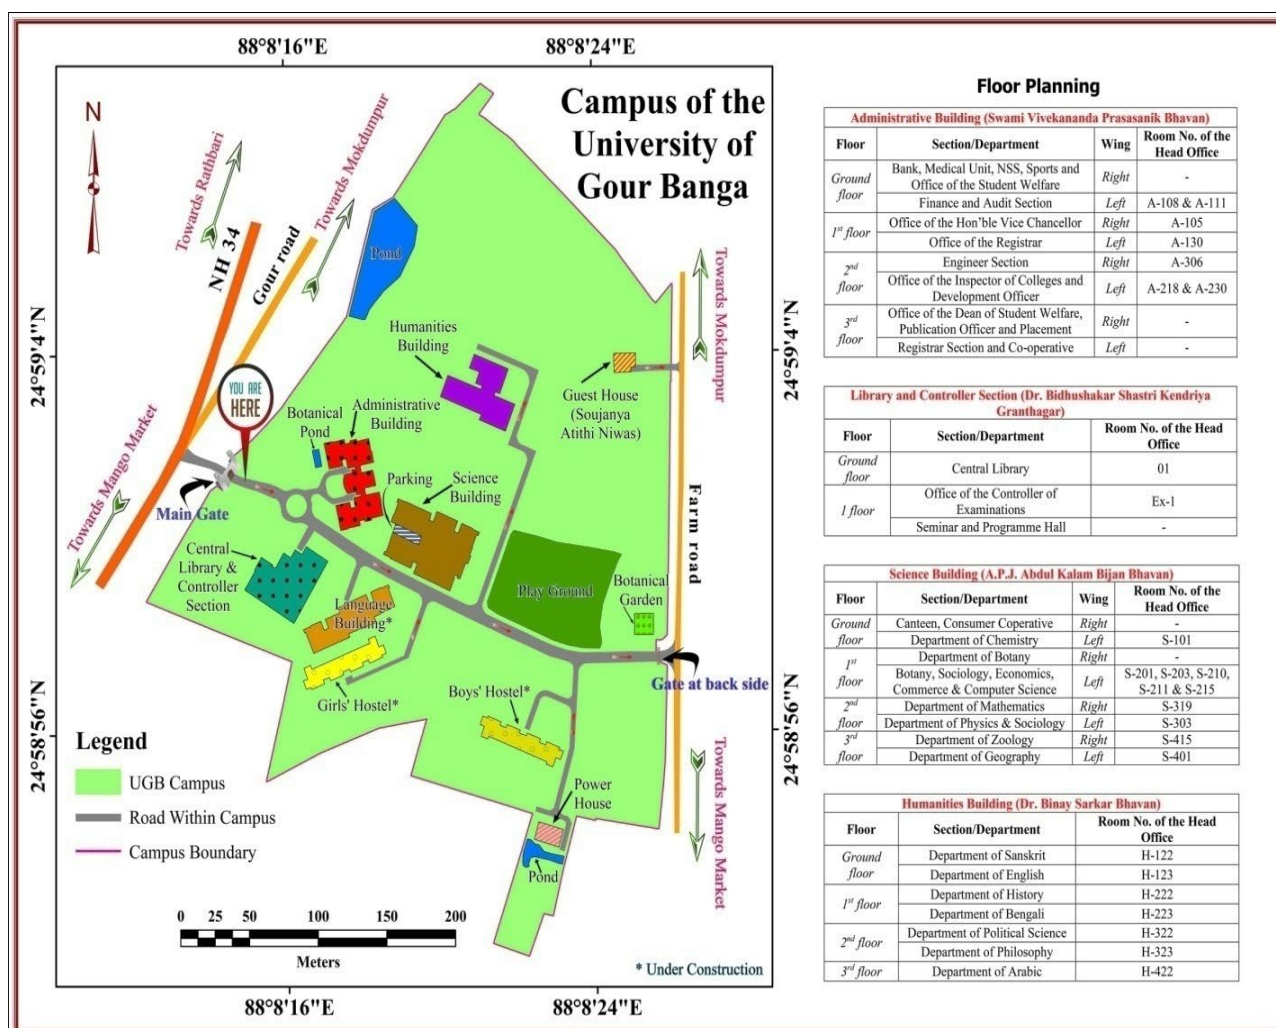 88°8'16"E
88°8'24"E
Campus of the
University of
Gour Banga
N
Towards Rathbari
Towards Mokdumpur
NH 34
Gour road
Pond
Towards Mokdumpur
24°59'4"N
24°59'4"N
Humanities
Building
Guest House
(Soujanya
Atithi Niwas)
YOU ARE
HERE
Botanical
Pond
Administrative
Building
Parking
Science
Building
Towards Mango Market
Main Gate
Farm road
Central
Library &
Controller
Section
Language
Building*
Play Ground
Botanical
Garden
Girls' Hostel*
Boys' Hostel*
Gate at back side
24°58'56"N
24°58'56"N
Legend
UGB Campus
Road Within Campus
Campus Boundary
Power
House
Pond
Towards Mango Market
0 25 50 100 150 200
Meters
* Under Construction
88°8'16"E
88°8'24"E
Floor Planning
Administrative Building (Swami Vivekananda Prasasanik Bhavan)
Floor Section/Department Wing Room No. of the
Head Office
Ground
floor
Bank, Medical Unit, NSS, Sports and
Office of the Student Welfare
Right -
Finance and Audit Section Left A-108 & A-111
1st floor Office of the Hon'ble Vice Chancellor Right A-105
Office of the Registrar Left A-130
2nd
floor
Engineer Section Right A-306
Office of the Inspector of Colleges and
Development Officer
Left A-218 & A-230
3rd
floor
Office of the Dean of Student Welfare,
Publication Officer and Placement
Right -
Registrar Section and Co-operative Left -
Library and Controller Section (Dr. Bidhushakar Shastri Kendriya
Granthagar)
Floor Section/Department Room No. of the Head
Office
Ground
floor
Central Library 01
1 floor
Office of the Controller of
Examinations
Ex-1
Seminar and Programme Hall -
Science Building (A.P.J. Abdul Kalam Bijan Bhavan)
Floor Section/Department Wing Room No. of the
Head Office
Ground
floor
Canteen, Consumer Coperative Right -
Department of Chemistry Left S-101
1st
floor
Department of Botany Right -
Botany, Sociology, Economics,
Commerce & Computer Science
Left
S-201, S-203, S-210,
S-211 & S-215
2nd
floor
Department of Mathematics Right S-319
Department of Physics & Sociology Left S-303
3rd
floor
Department of Zoology Right S-415
Department of Geography Left S-401
Humanities Building (Dr. Binay Sarkar Bhavan)
Floor Section/Department Room No. of the Head
Office
Ground
floor
Department of Sanskrit H-122
Department of English H-123
1st floor
Department of History H-222
Department of Bengali H-223
2nd floor
Department of Political Science H-322
Department of Philosophy H-323
3rd floor Department of Arabic H-422